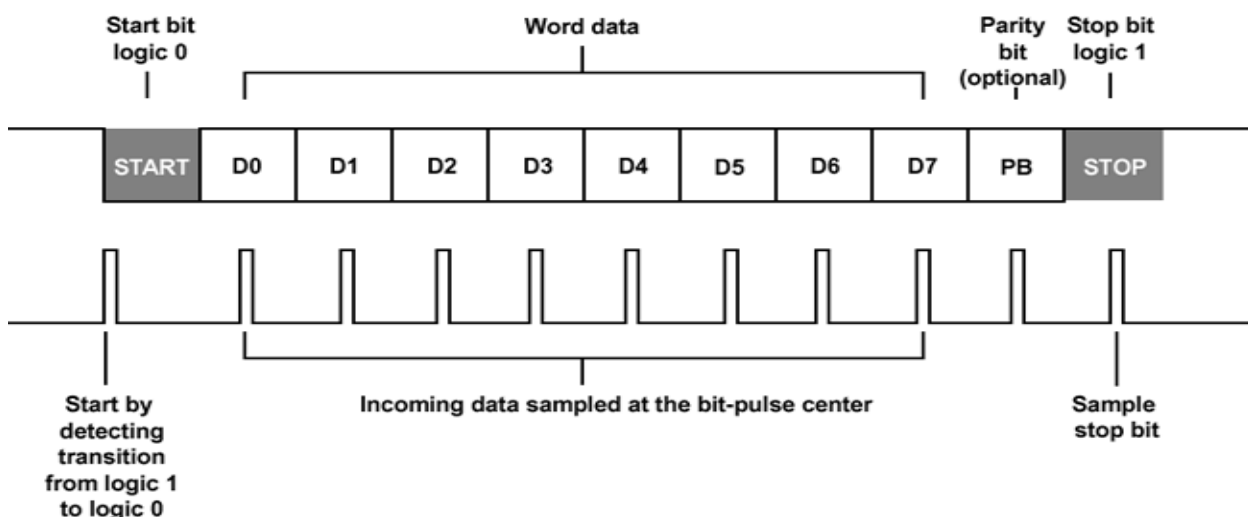 Start bit
logic 0
Word data
Parity
bit
(optional)
Stop bit
logic 1
START D0 D1 D2 D3 D4 D5 D6 D7 PB STOP
Start by
detecting
transition
from logic 1
to logic 0
Incoming data sampled at the bit-pulse center
Sample
stop bit